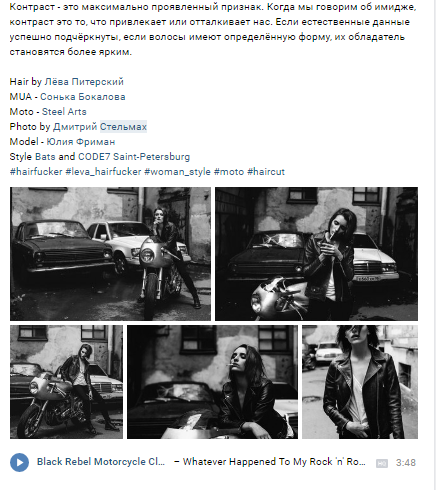 Контраст - это максимально проявленный признак. Когда мы говорим об имидже,
контраст это то, что привлекает или отталкивает нас. Если естественные данные
успешно подчёркнуты, если волосы имеют определённую форму, их обладатель
становятся более ярким.
Hair by Лёва Питерский
MUA - Сонька Бокалова
Moto - Steel Arts
Photo by Дмитрий Стельмах
Model - Юлия Фриман
Style Bats and CODE7 Saint-Petersburg
#hairfucker #leva_hairfucker #woman_style #moto #haircut
Black Rebel Motorcycle Cl... – Whatever Happened To My Rock 'n' Ro... HD 3:48